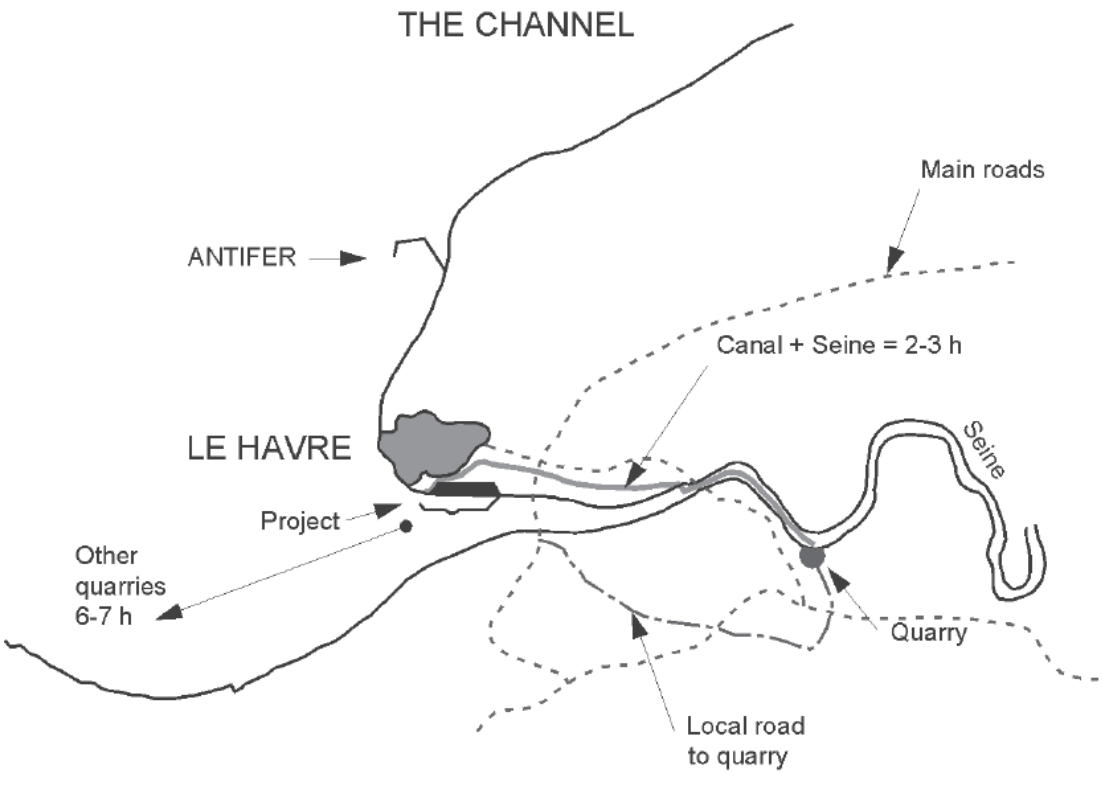 THE CHANNEL
Main roads
ANTIFER
Canal + Seine = 2-3 h
LE HAVRE
Seine
Project
Other
quarries
6-7 h
Quarry
Local road
to quarry